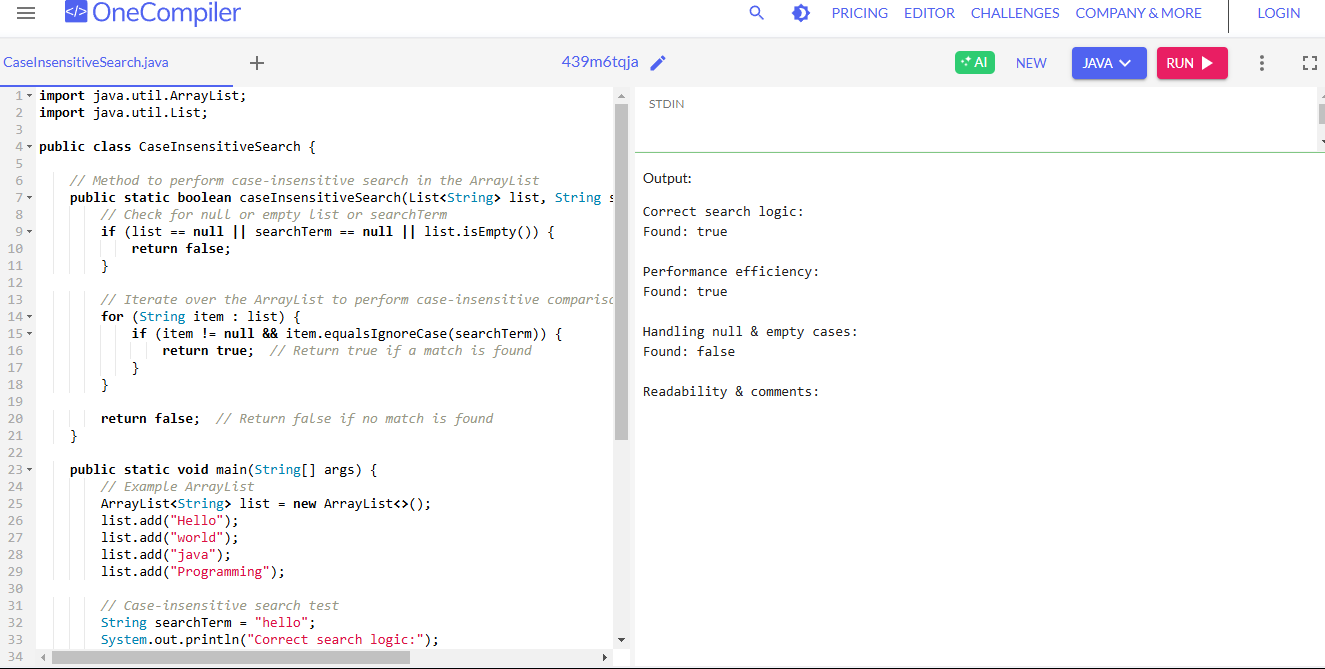 OneCompiler
PRICING EDITOR CHALLENGES COMPANY & MORE LOGIN
CaseInsensitiveSearch.java
439m6tqja
AI NEW JAVA RUN
1 import java.util.ArrayList;
2 import java.util.List;
3
4 public class CaseInsensitiveSearch {
5
6 // Method to perform case-insensitive search in the ArrayList
7 public static boolean caseInsensitiveSearch(List<String> list, String s
8 // Check for null or empty list or searchTerm
9 if (list == null || searchTerm == null || list.isEmpty()) {
10 return false;
11 }
12
13 // Iterate over the ArrayList to perform case-insensitive compariso
14 for (String item : list) {
15 if (item != null && item.equalsIgnoreCase(searchTerm)) {
16 return true; // Return true if a match is found
17 }
18 }
19
20 return false; // Return false if no match is found
21 }
22
23 public static void main(String[] args) {
24 // Example ArrayList
25 ArrayList<String> list = new ArrayList<>();
26 list.add("Hello");
27 list.add("world");
28 list.add("java");
29 list.add("Programming");
30
31 // Case-insensitive search test
32 String searchTerm = "hello";
33 System.out.println("Correct search logic:");
34
STDIN
Output:
Correct search logic:
Found: true
Performance efficiency:
Found: true
Handling null & empty cases:
Found: false
Readability & comments: